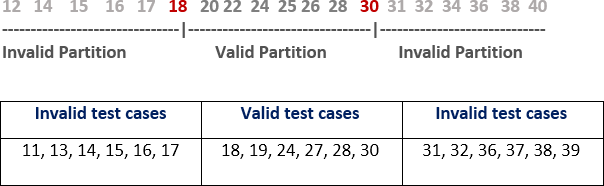 12 14 15 16 17 18 20 22 24 25 26 28 30 31 32 34 36 38 40
-------------------------------|--------------------------------|-----------------------------
Invalid Partition Valid Partition Invalid Partition
Invalid test cases Valid test cases Invalid test cases
11, 13, 14, 15, 16, 17 18, 19, 24, 27, 28, 30 31, 32, 36, 37, 38, 39